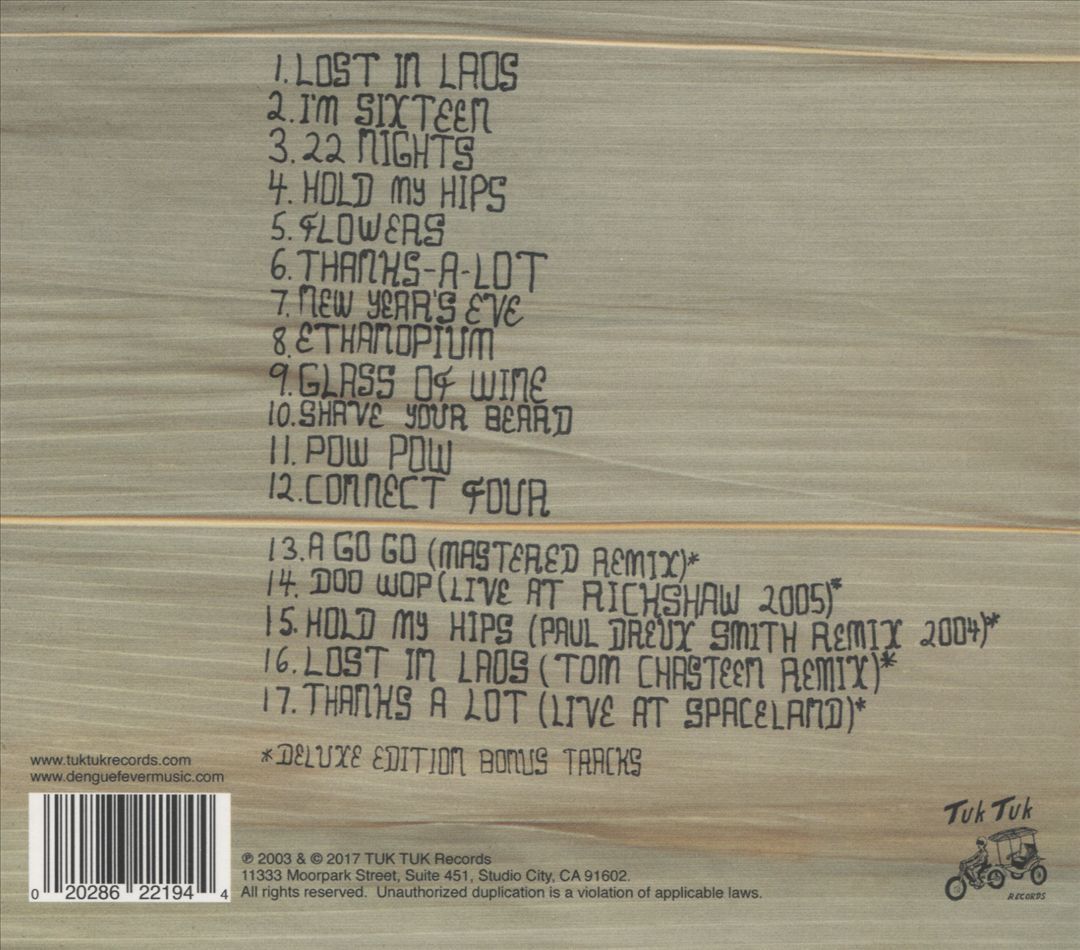 1. LOST IN LAOS
2. I'M SIXTEEN
3. 22 NIGHTS
4. HOLD MY HIPS
5. FLOWERS
6. THANKS-A-LOT
7. NEW YEAR'S EVE
8. ETHANOPIUM
9. GLASS OF WINE
10. SHAVE YOUR BEARD
11. POW POW
12. CONNECT FOUR
13. A GO GO (MASTERED REMIX)*
14. DOO WOP (LIVE AT RICKSHAW 2005)*
15. HOLD MY HIPS (PAUL DREUX SMITH REMIX 2004)*
16. LOST IN LAOS (TOM CHASTEEN REMIX)*
17. THANKS A LOT (LIVE AT SPACELAND)*
*DELUXE EDITION BONUS TRACKS
www.tuktukrecords.com
www.denguefevermusic.com
0 20286 22194 4
℗ 2003 & © 2017 TUK TUK Records
11333 Moorpark Street, Suite 451, Studio City, CA 91602.
All rights reserved. Unauthorized duplication is a violation of applicable laws.
Tuk Tuk
RECORDS